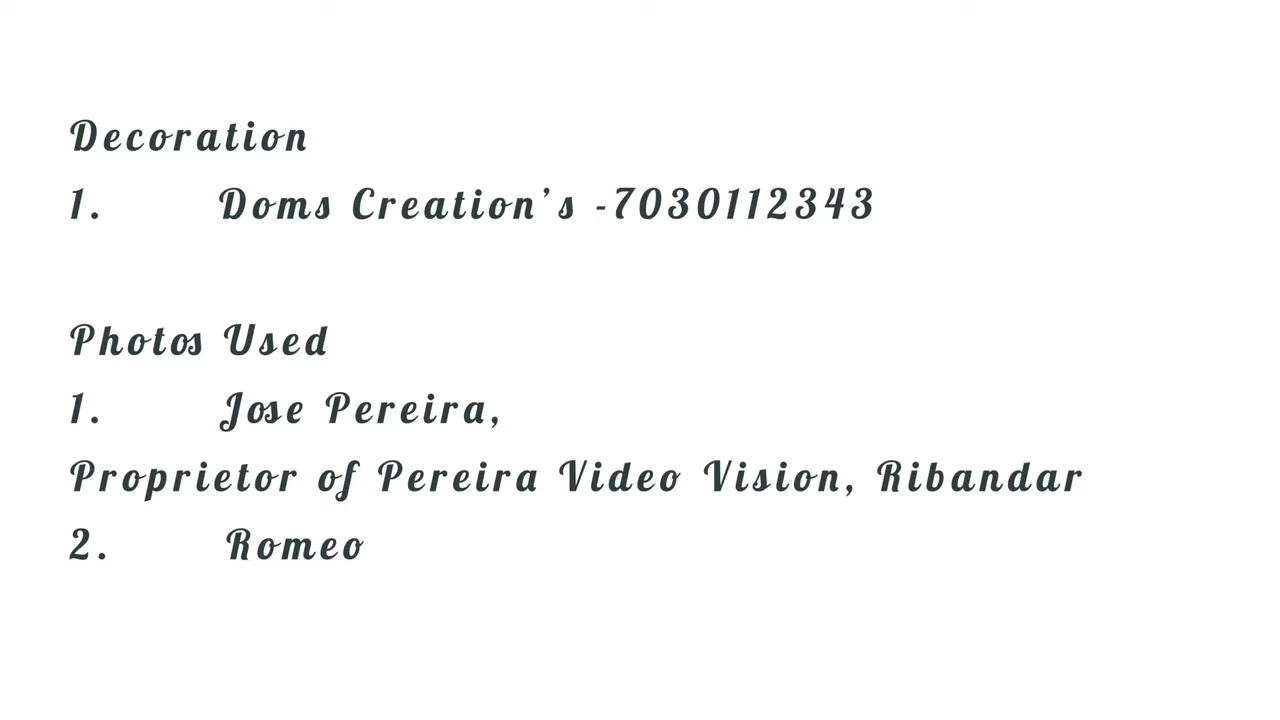 Decoration
1. Doms Creation's -7030112343
Photos Used
1. Jose Pereira,
Proprietor of Pereira Video Vision, Ribandar
2. Romeo